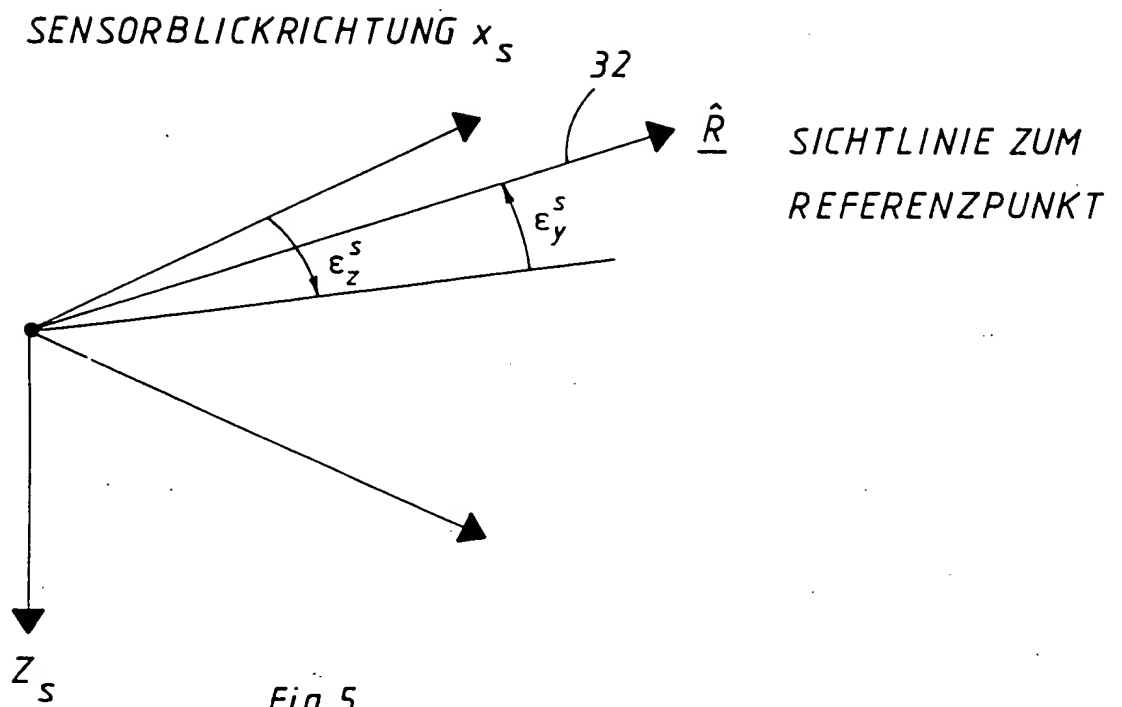 SENSORBLICKRICHTUNG x_s
32
R̂ SICHTLINIE ZUM
REFERENZPUNKT
ε_y^s
ε_z^s
Z_s
Fig. 5